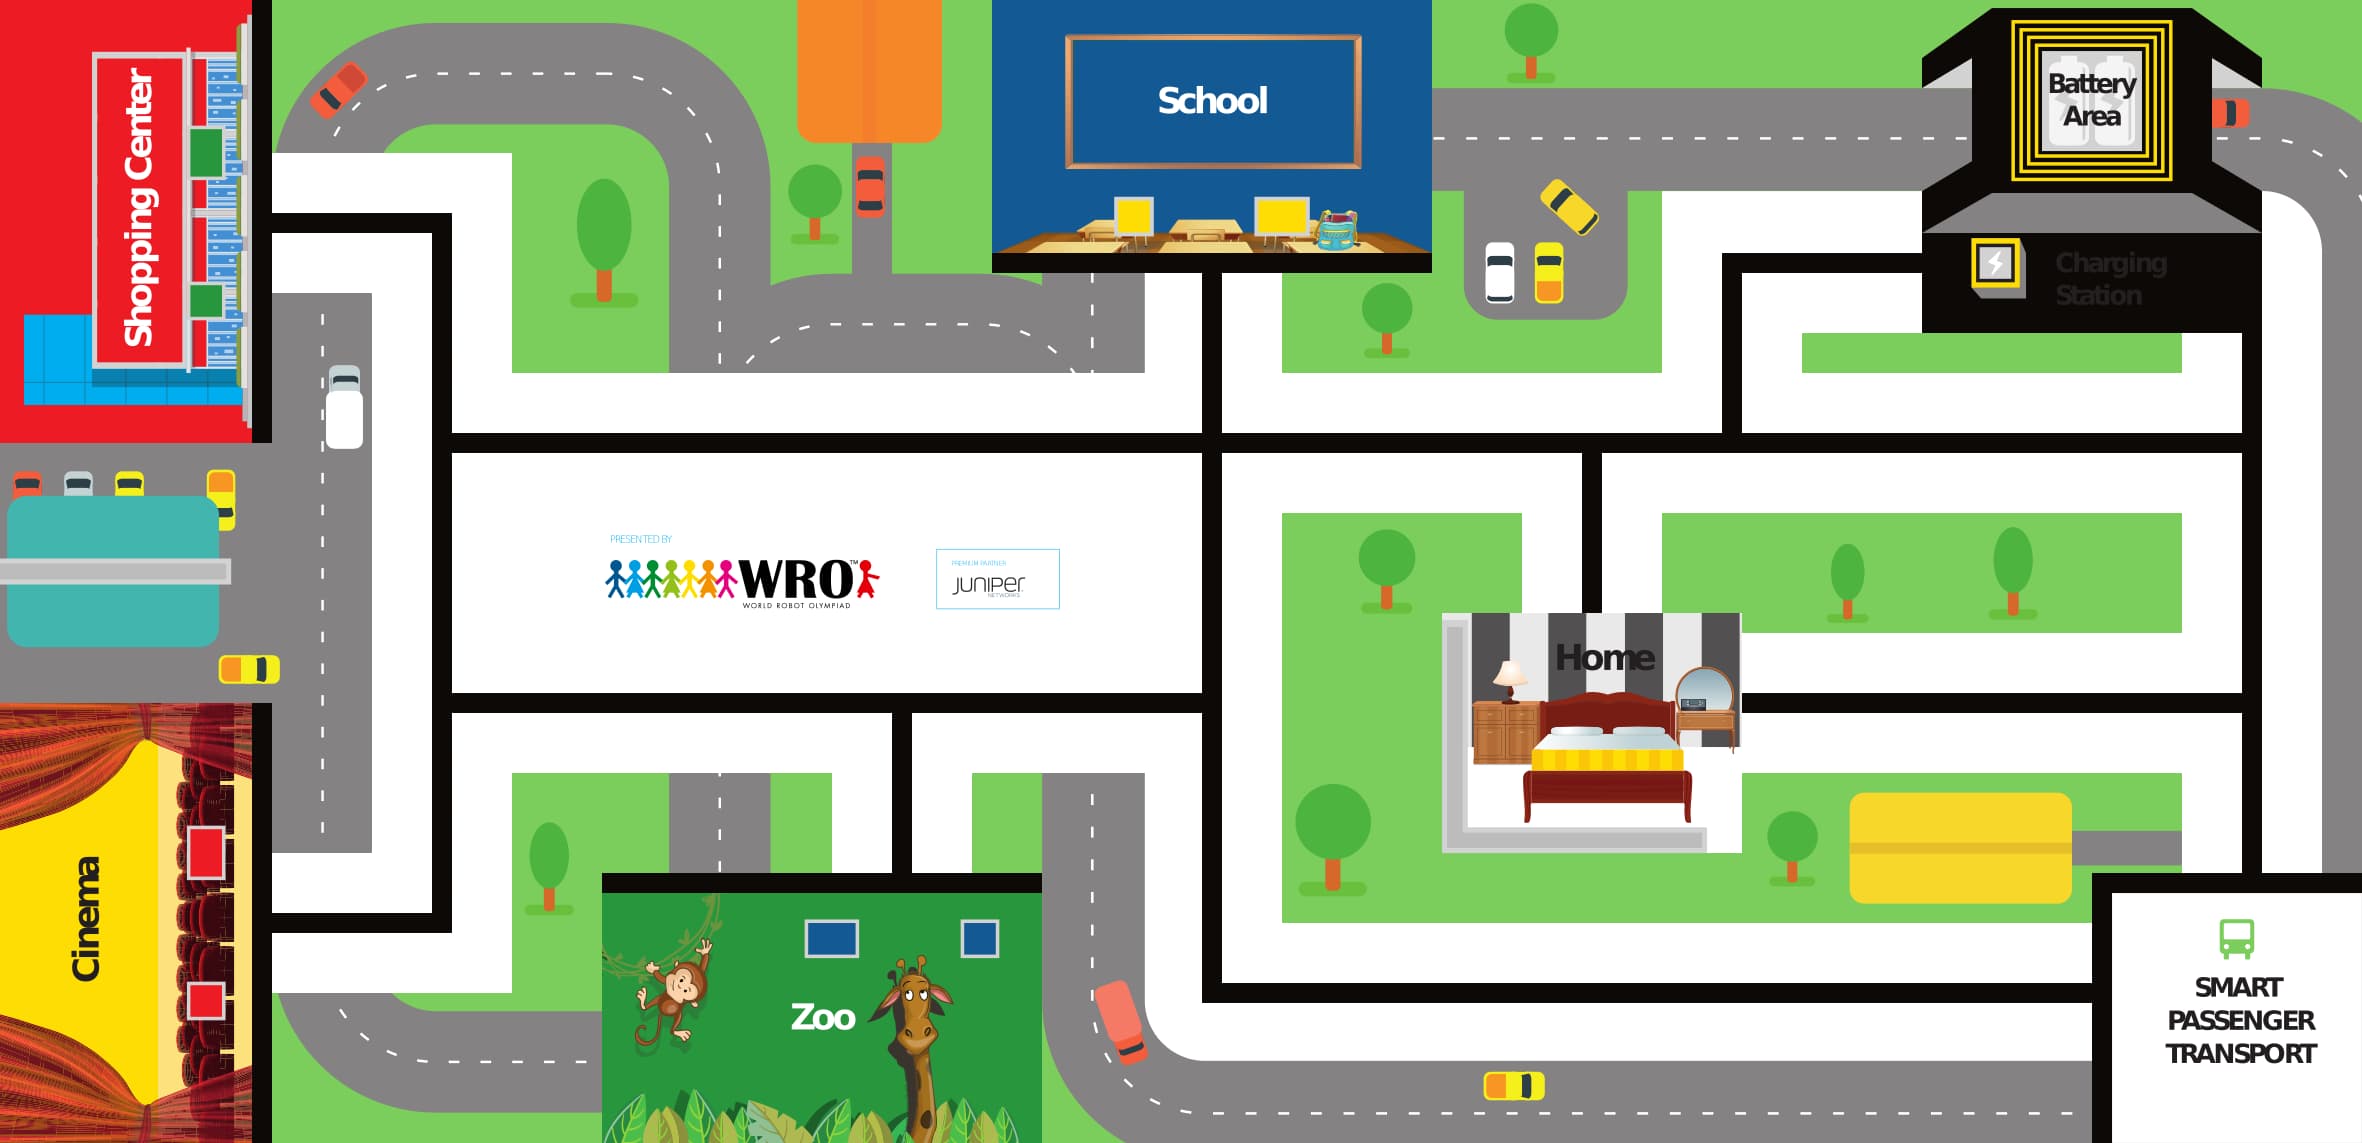 Shopping Center
School
Battery
Area
Charging
Station
PRESENTED BY
WRO™
WORLD ROBOT OLYMPIAD
PREMIUM PARTNER
JUNIPER
NETWORKS
Home
Cinema
Zoo
SMART
PASSENGER
TRANSPORT